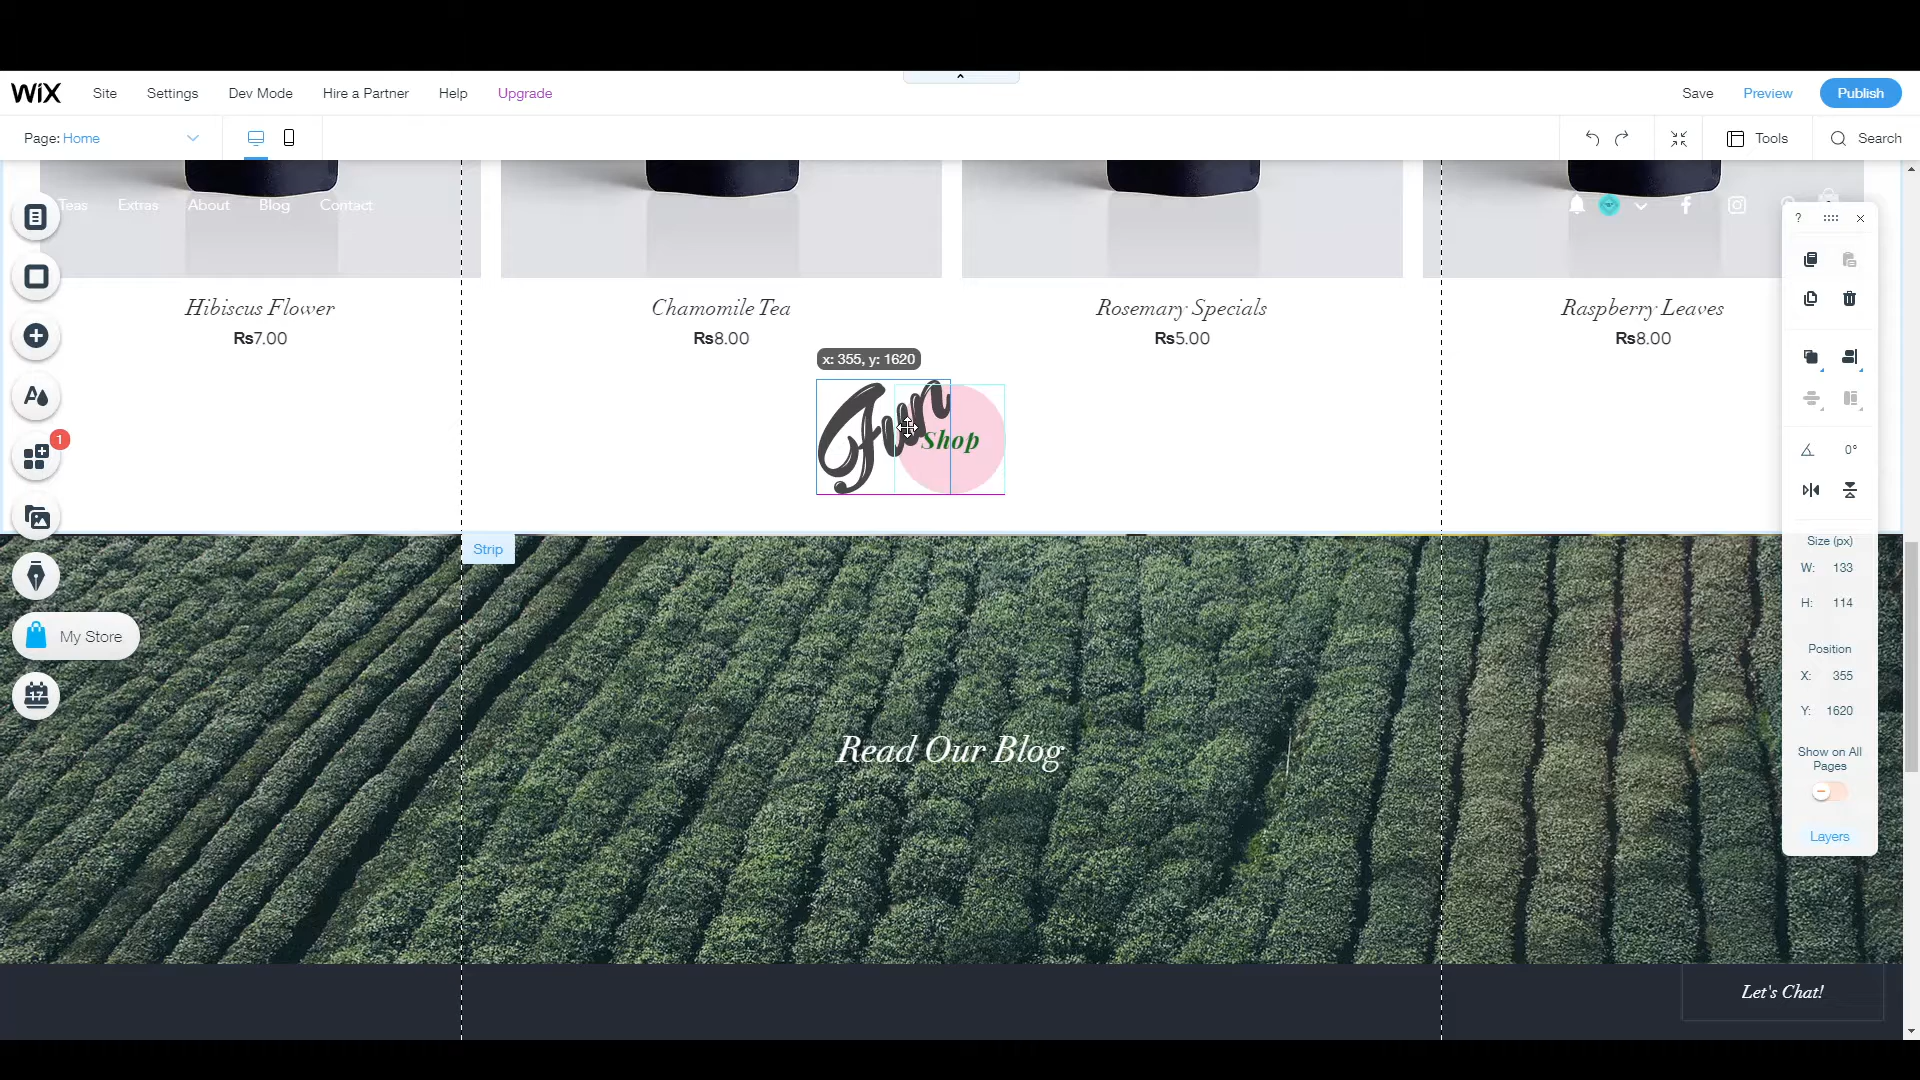 WiX Site Settings Dev Mode Hire a Partner Help Upgrade Save Preview Publish
Page: Home Tools Search
Teas Extras About Blog Contact
?
Hibiscus Flower Chamomile Tea Rosemary Specials Raspberry Leaves
Rs7.00 Rs8.00 Rs5.00 Rs8.00
x: 355, y: 1620
Fun
Shop
1
0°
Strip
Size (px)
W: 133
H: 114
My Store
Position
X: 355
17
Y: 1620
Read Our Blog
Show on All
Pages
Layers
Let's Chat!